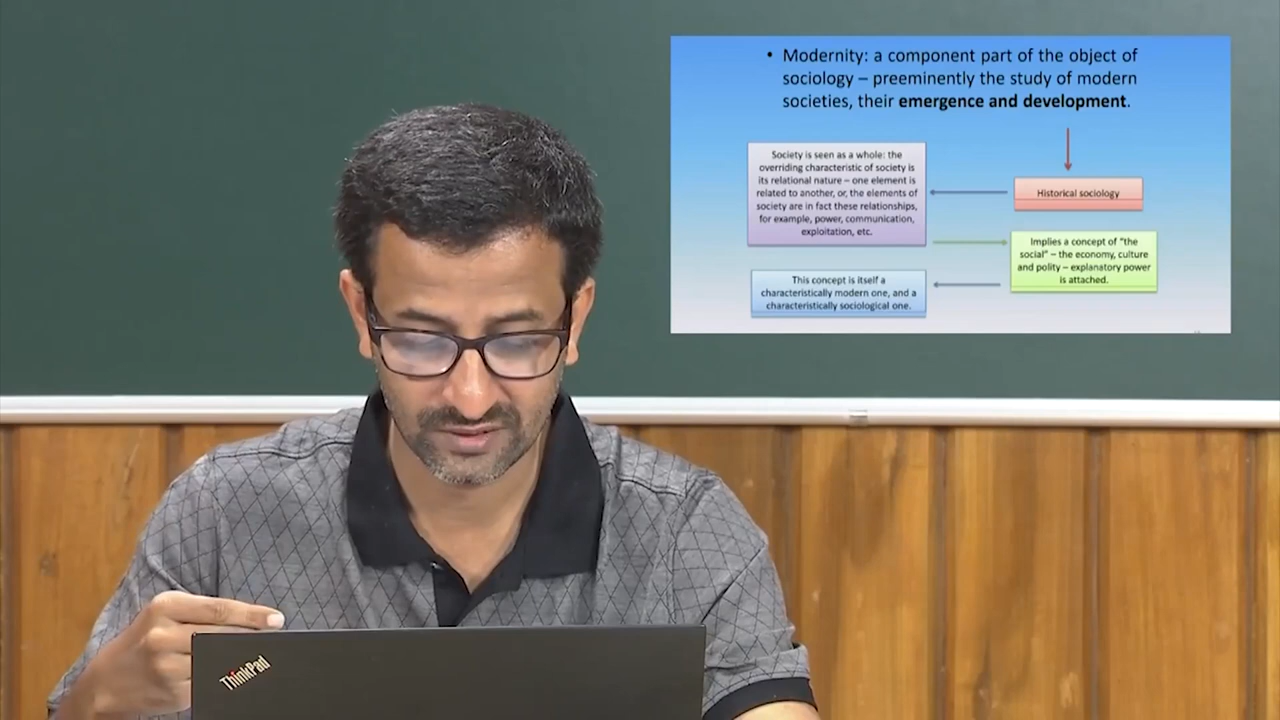 • Modernity: a component part of the object of
sociology – preeminently the study of modern
societies, their emergence and development.
Historical sociology
Society is seen as a whole: the
overriding characteristic of society is
its relational nature – one element is
related to another, or, the elements of
society are in fact these relationships,
for example, power, communication,
exploitation, etc.
Implies a concept of "the
social" – the economy, culture
and polity – explanatory power
is attached.
This concept is itself a
characteristically modern one, and a
characteristically sociological one.
ThinkPad